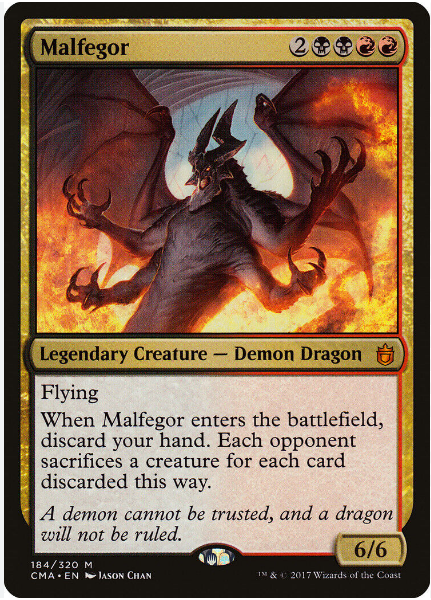 Malfegor 2
Legendary Creature — Demon Dragon
Flying
When Malfegor enters the battlefield,
discard your hand. Each opponent
sacrifices a creature for each card
discarded this way.
A demon cannot be trusted, and a dragon
will not be ruled.
6/6
184/320 M
CMA • EN Jason Chan
™ & © 2017 Wizards of the Coast